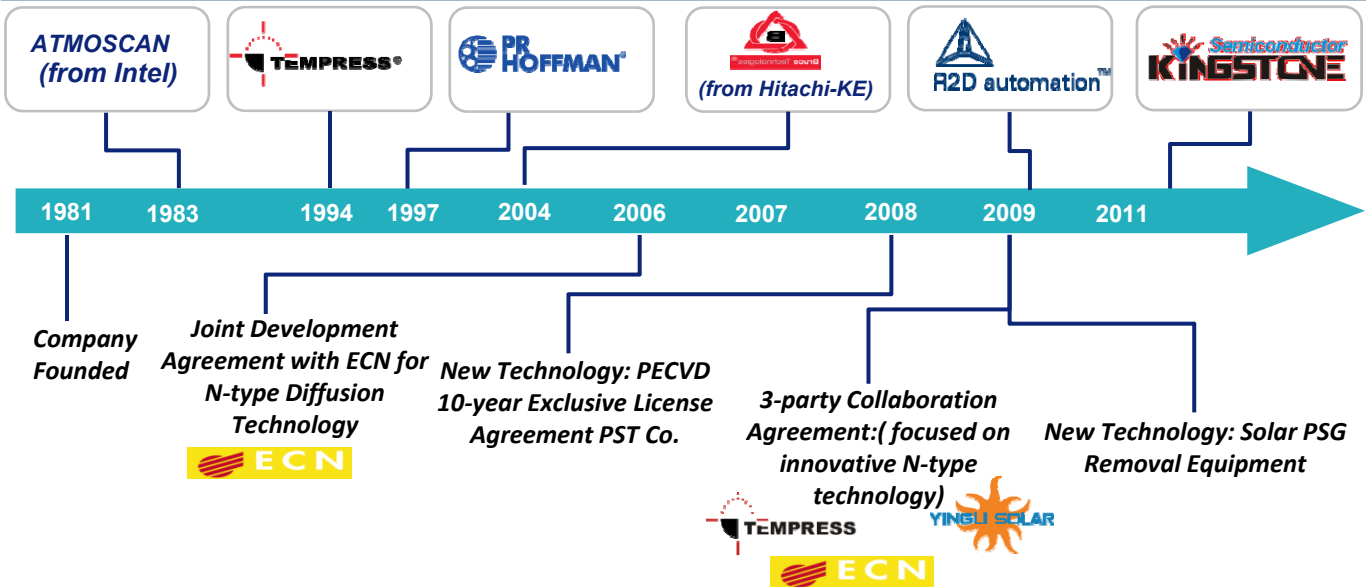 ATMOSCAN
(from Intel)
TEMPRESS®
PR
HOFFMAN®
Bruce Technologies®
(from Hitachi-KE)
R2D automation™
Semiconductor
KINGSTONE
1981 1983 1994 1997 2004 2006 2007 2008 2009 2011
Company
Founded
Joint Development
Agreement with ECN for
N-type Diffusion
Technology
ECN
New Technology: PECVD
10-year Exclusive License
Agreement PST Co.
3-party Collaboration
Agreement:( focused on
innovative N-type
technology)
TEMPRESS
YINGLI SOLAR
ECN
New Technology: Solar PSG
Removal Equipment